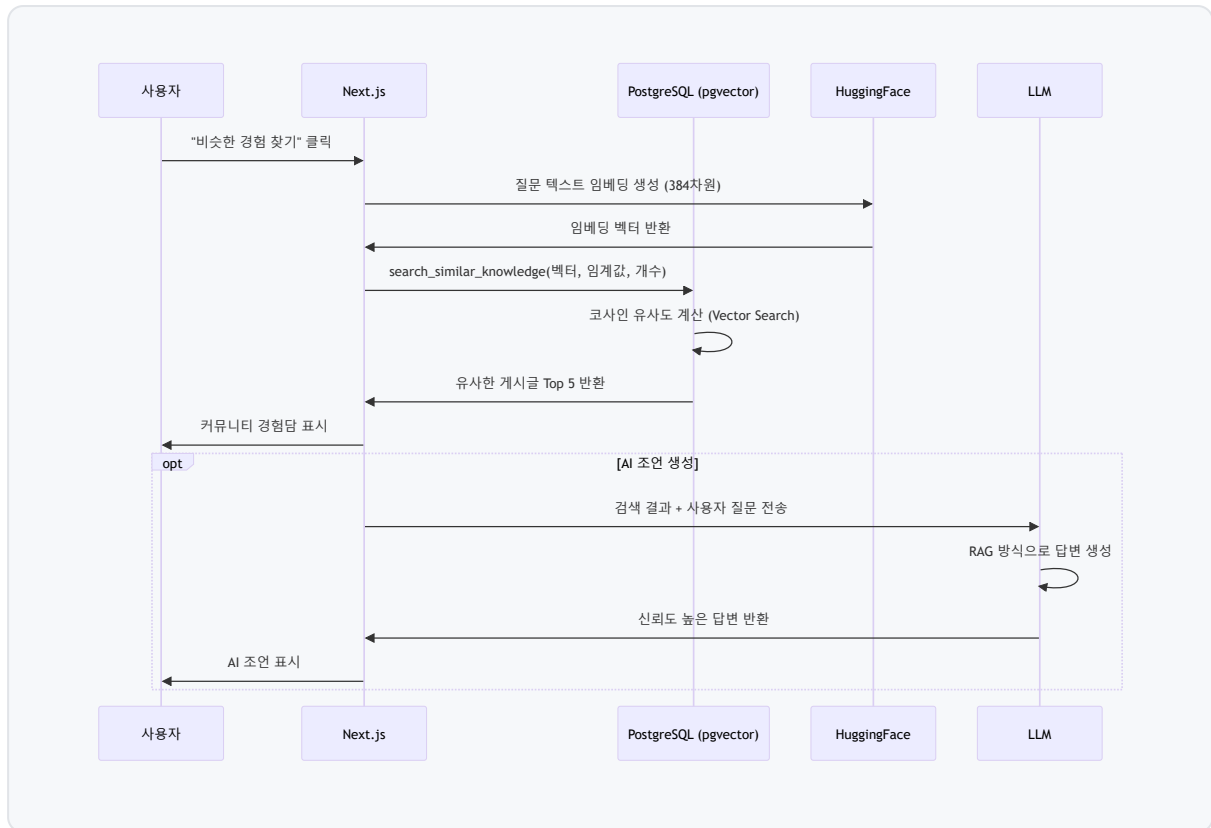 사용자
Next.js
PostgreSQL (pgvector)
HuggingFace
LLM
"비슷한 경험 찾기" 클릭
질문 텍스트 임베딩 생성 (384차원)
임베딩 벡터 반환
search_similar_knowledge(벡터, 임계값, 개수)
코사인 유사도 계산 (Vector Search)
유사한 게시글 Top 5 반환
커뮤니티 경험담 표시
opt
[AI 조언 생성]
검색 결과 + 사용자 질문 전송
RAG 방식으로 답변 생성
신뢰도 높은 답변 반환
AI 조언 표시
사용자
Next.js
PostgreSQL (pgvector)
HuggingFace
LLM